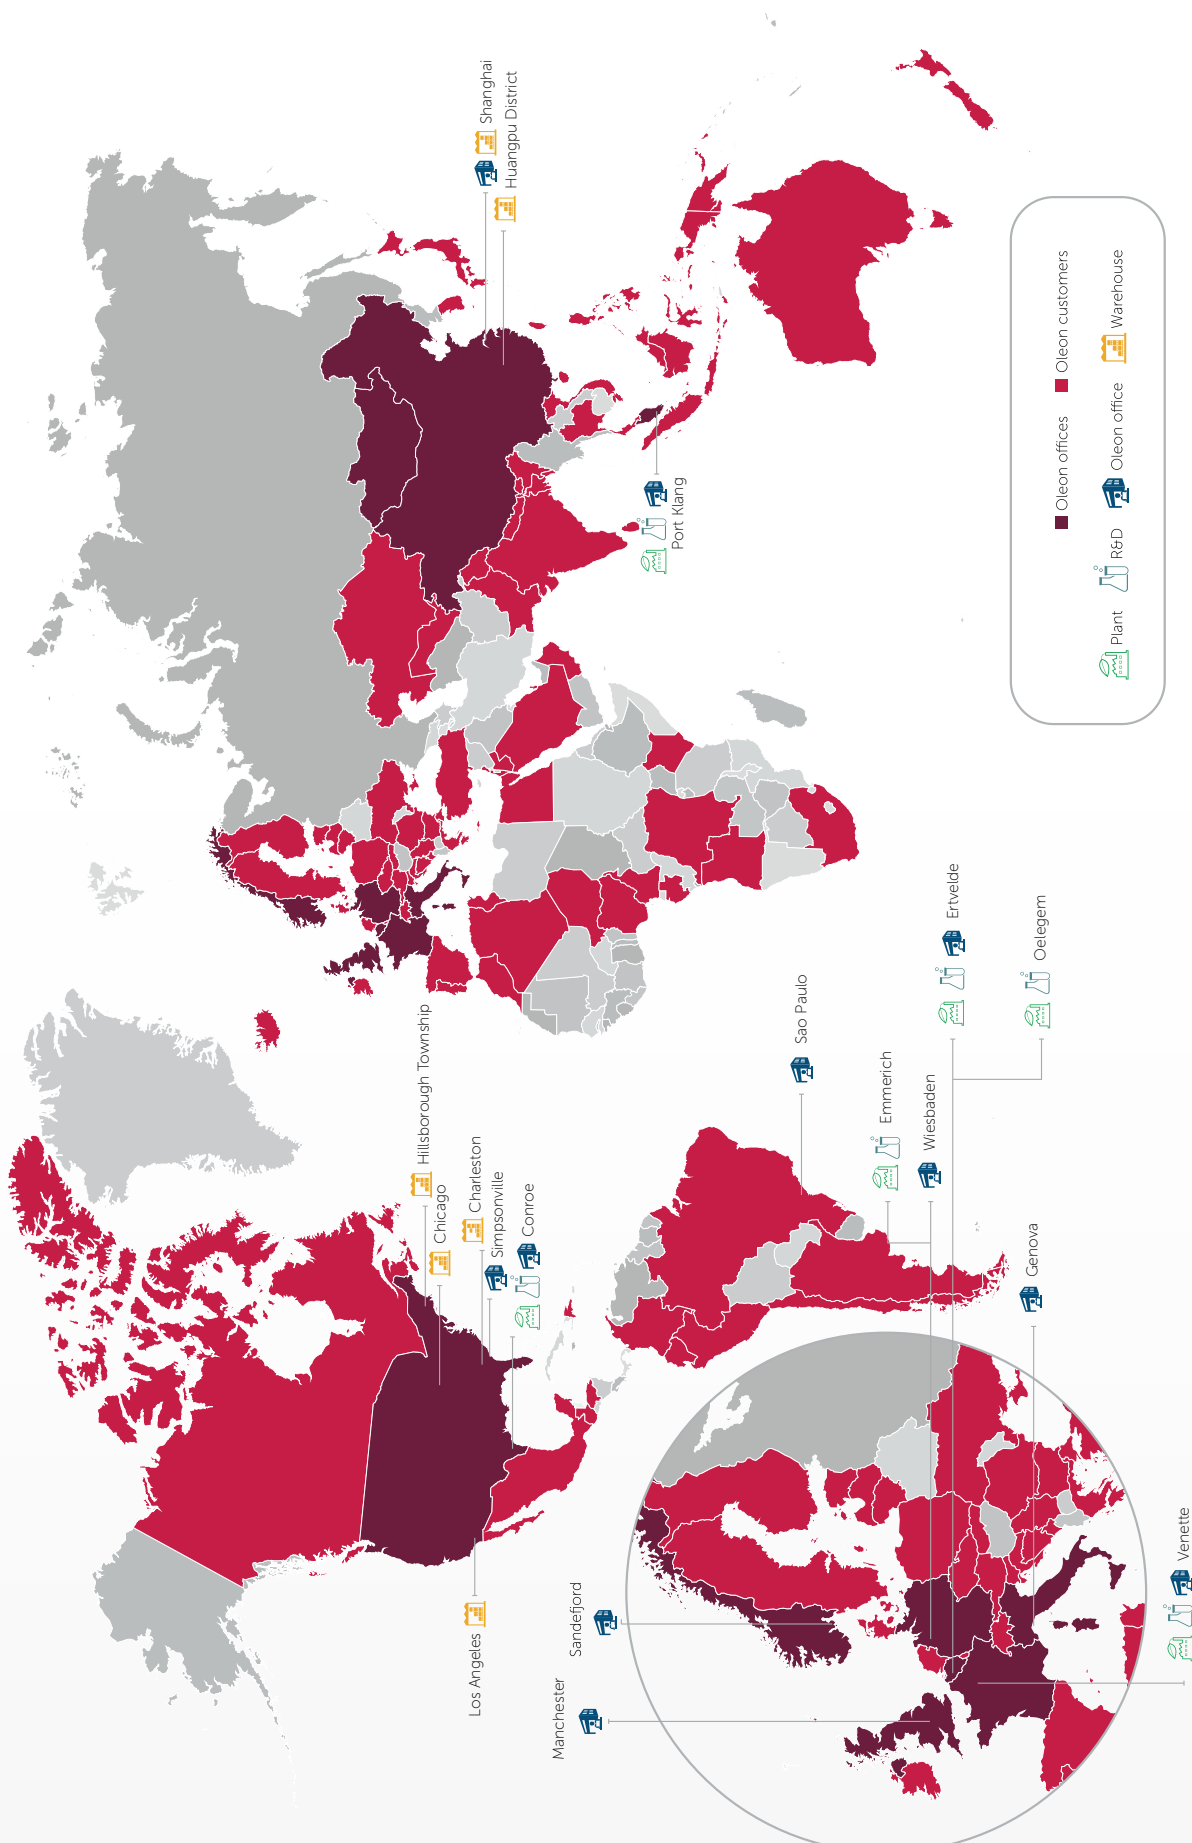 Manchester
Sandefjord
Los Angeles
Hillsborough Township
Chicago
Charleston
Simpsonville
Conroe
Shanghai
Huangpu District
Port Klang
Sao Paulo
Emmerich
Wiesbaden
Ertvelde
Oelegem
Genova
Venette
Oleon offices
Oleon customers
Plant
R&D
Oleon office
Warehouse